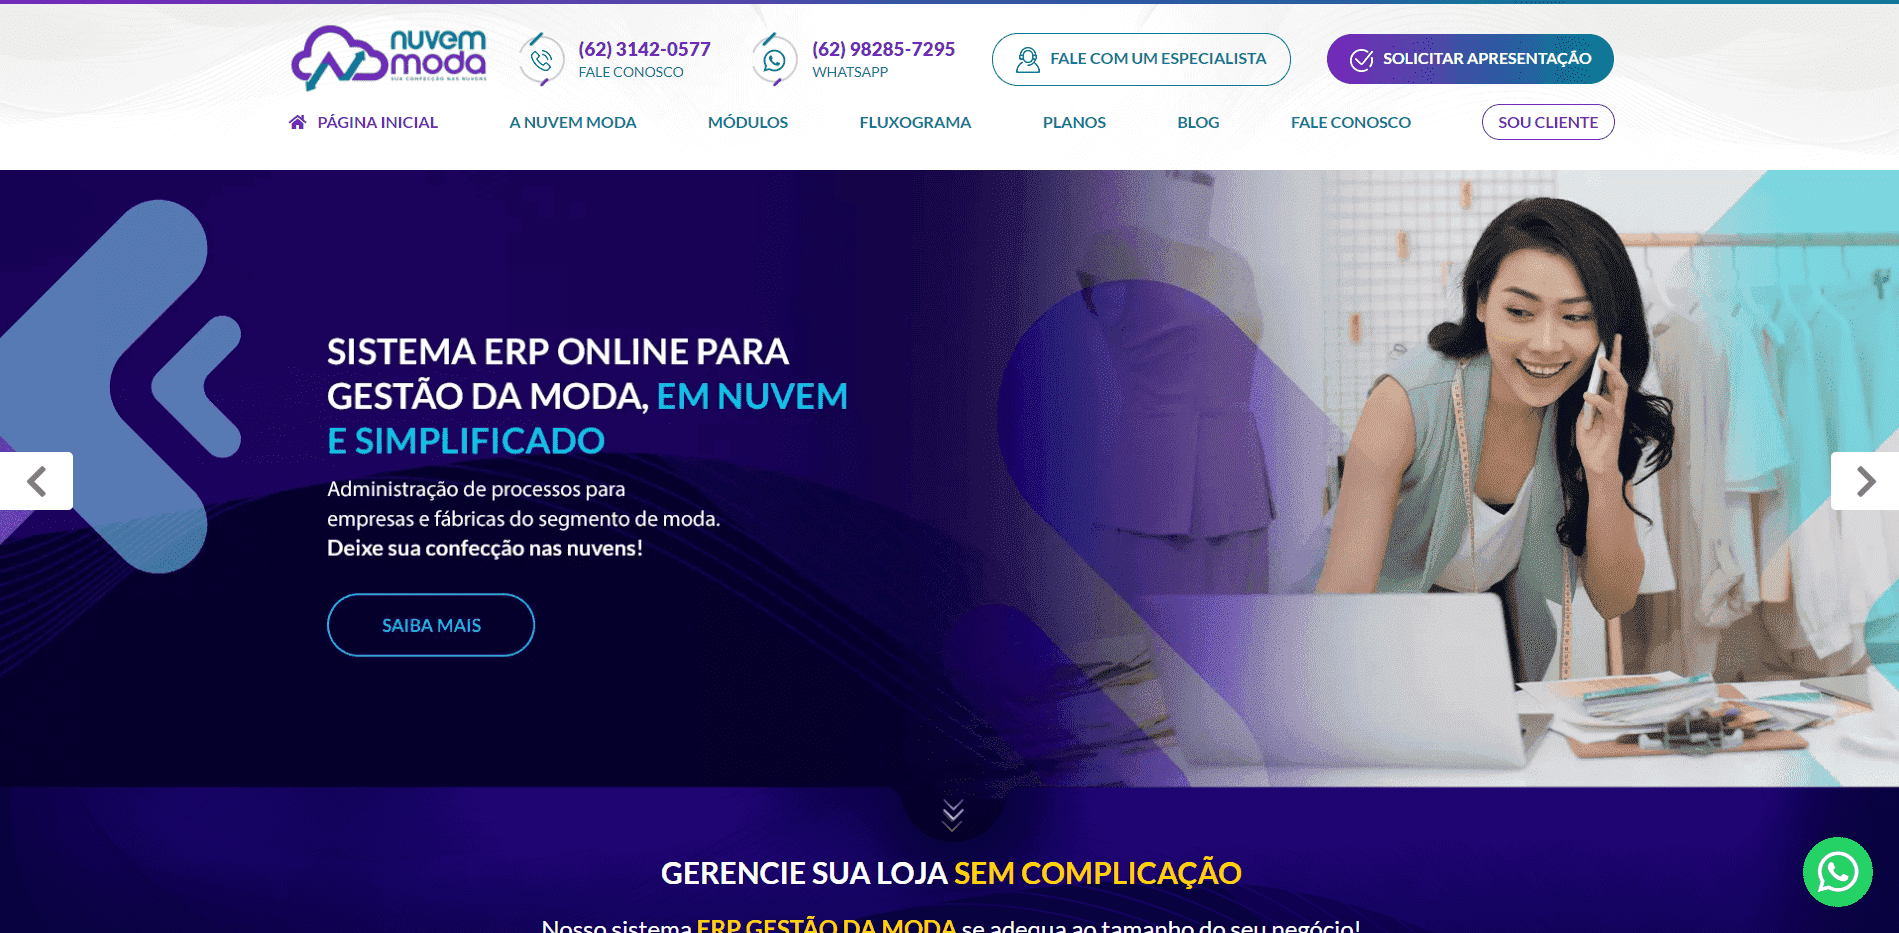 nuvem
moda
SUA CONFECÇÃO NAS NUVENS
(62) 3142-0577
FALE CONOSCO
(62) 98285-7295
WHATSAPP
FALE COM UM ESPECIALISTA
SOLICITAR APRESENTAÇÃO
PÁGINA INICIAL
A NUVEM MODA
MÓDULOS
FLUXOGRAMA
PLANOS
BLOG
FALE CONOSCO
SOU CLIENTE
SISTEMA ERP ONLINE PARA
GESTÃO DA MODA, EM NUVEM
E SIMPLIFICADO
Administração de processos para
empresas e fábricas do segmento de moda.
Deixe sua confecção nas nuvens!
SAIBA MAIS
GERENCIE SUA LOJA SEM COMPLICAÇÃO
Nosso sistema ERP GESTÃO DA MODA se adequa ao tamanho do seu negócio!